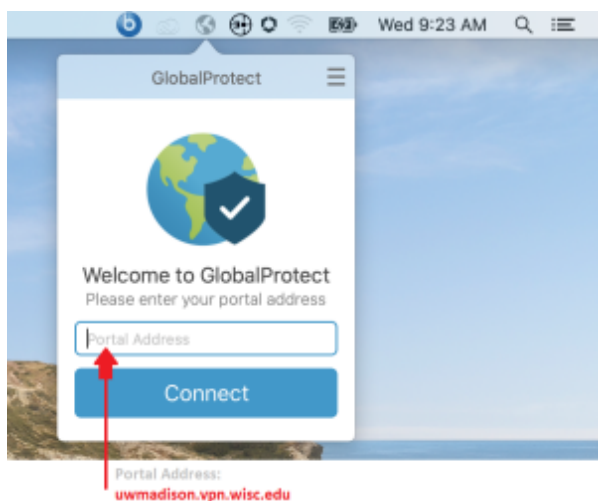 Wed 9:23 AM
GlobalProtect
Welcome to GlobalProtect
Please enter your portal address
Portal Address
Connect
Portal Address:
uwmadison.vpn.wisc.edu